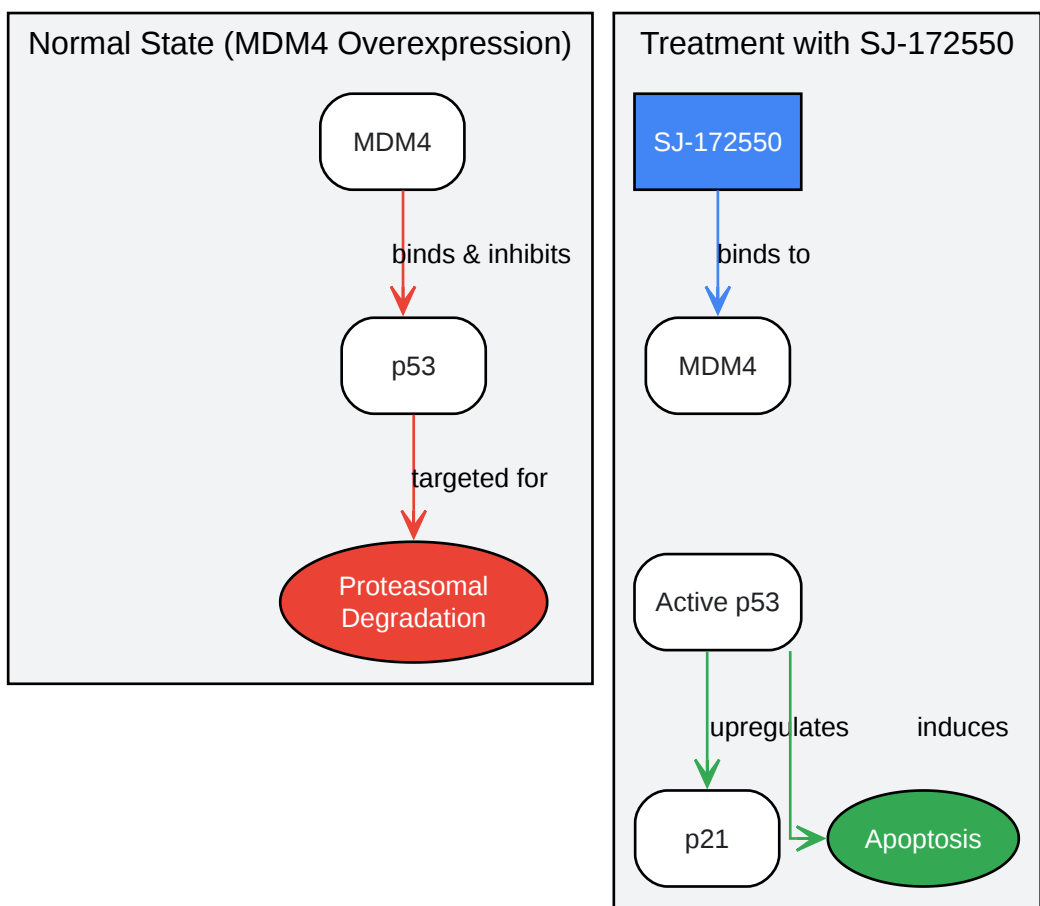 Normal State (MDM4 Overexpression)
MDM4
binds & inhibits
p53
targeted for
Proteasomal
Degradation
Treatment with SJ-172550
SJ-172550
binds to
MDM4
Active p53
upregulates
induces
p21
Apoptosis